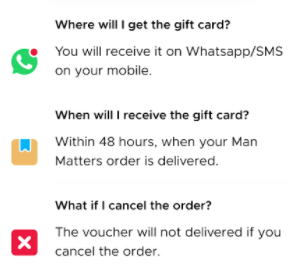 Where will I get the gift card?
You will receive it on Whatsapp/SMS
on your mobile.
When will I receive the gift card?
Within 48 hours, when your Man
Matters order is delivered.
What if I cancel the order?
The voucher will not delivered if you
cancel the order.